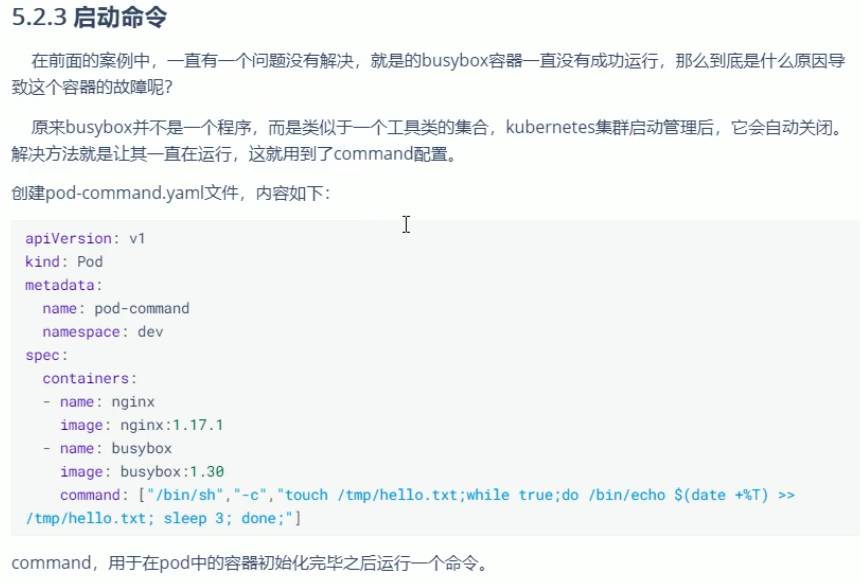 5.2.3 启动命令
在前面的案例中，一直有一个问题没有解决，就是的busybox容器一直没有成功运行，那么到底是什么原因导
致这个容器的故障呢？
原来busybox并不是一个程序，而是类似于一个工具类的集合，kubernetes集群启动管理后，它会自动关闭。
解决方法就是让其一直在运行，这就用到了command配置。
创建pod-command.yaml文件，内容如下：
apiVersion: v1
kind: Pod
metadata:
  name: pod-command
  namespace: dev
spec:
  containers:
  - name: nginx
    image: nginx:1.17.1
  - name: busybox
    image: busybox:1.30
    command: ["/bin/sh","-c","touch /tmp/hello.txt;while true;do /bin/echo $(date +%T) >>
/tmp/hello.txt; sleep 3; done;"]
command，用于在pod中的容器初始化完毕之后运行一个命令。